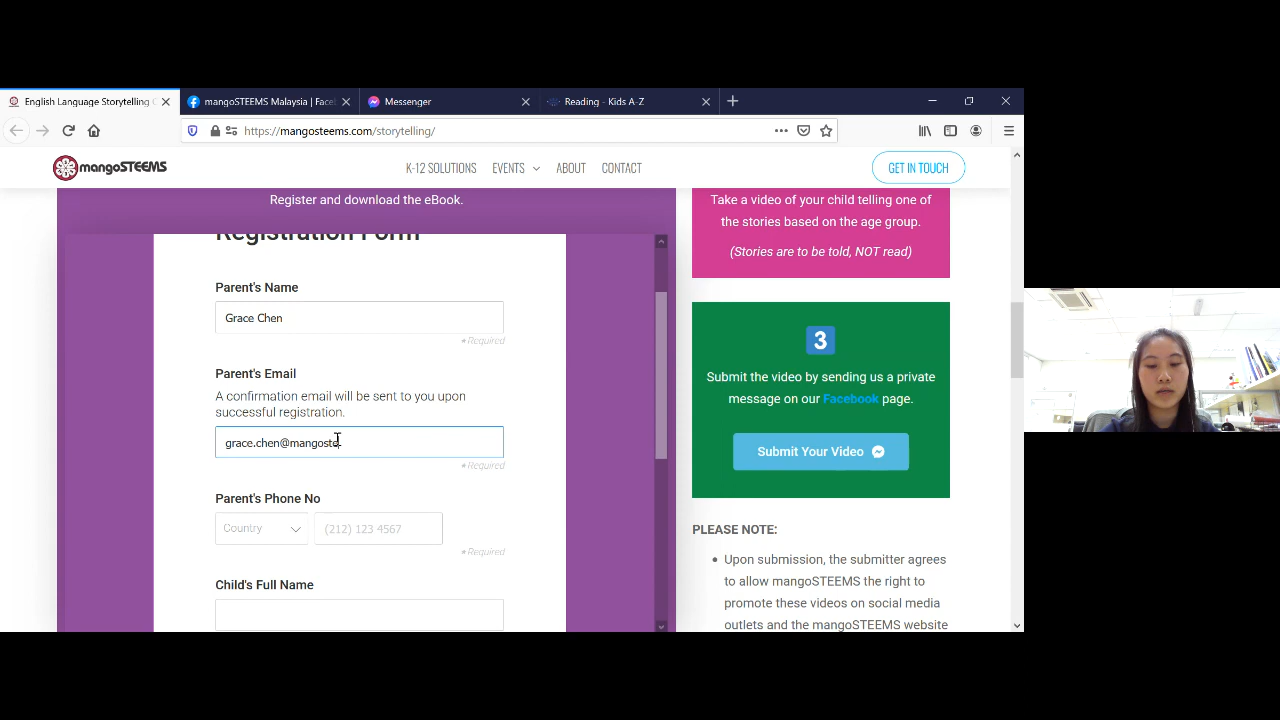 English Language Storytelling C
mangoSTEEMS Malaysia | Face
Messenger
Reading - Kids A-Z
https://mangosteems.com/storytelling/
mangoSTEEMS
K-12 SOLUTIONS
EVENTS
ABOUT
CONTACT
GET IN TOUCH
Register and download the eBook.
Registration Form
Parent's Name
Grace Chen
*Required
Parent's Email
A confirmation email will be sent to you upon
successful registration.
grace.chen@mangoste
*Required
Parent's Phone No
Country
(212) 123 4567
*Required
Child's Full Name
Take a video of your child telling one of
the stories based on the age group.
(Stories are to be told, NOT read)
3
Submit the video by sending us a private
message on our Facebook page.
Submit Your Video
PLEASE NOTE:
• Upon submission, the submitter agrees
to allow mangoSTEEMS the right to
promote these videos on social media
outlets and the mangoSTEEMS website